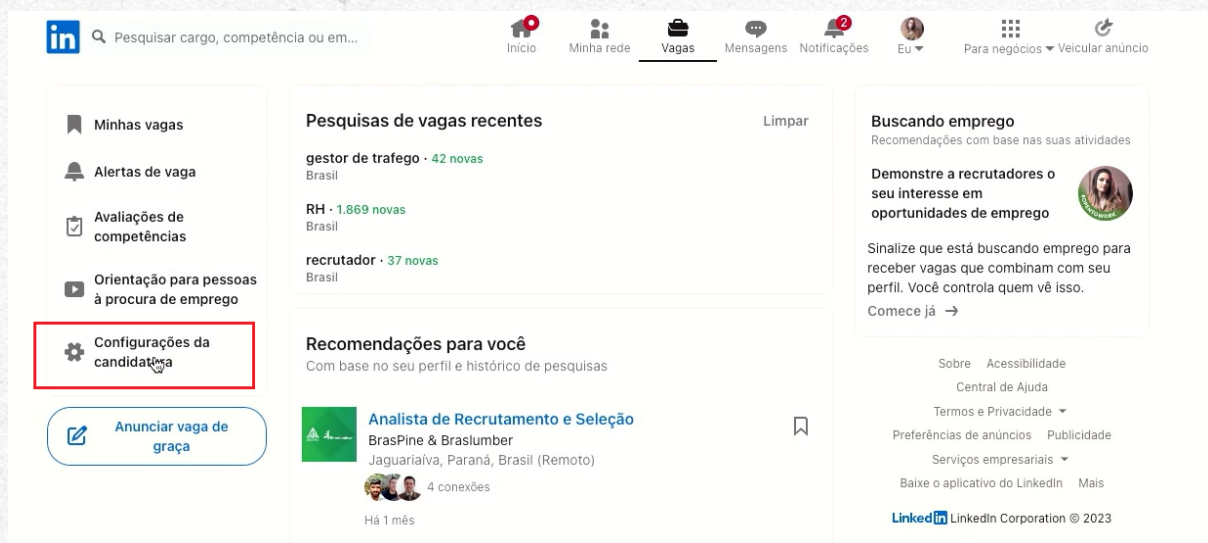 in
Pesquisar cargo, competência ou em...
Início
Minha rede
Vagas
Mensagens
2
Notificações
Eu
Para negócios
Veicular anúncio
Minhas vagas
Alertas de vaga
Avaliações de
competências
Orientação para pessoas
à procura de emprego
Configurações da
candidatura
Anunciar vaga de
graça
Pesquisas de vagas recentes
Limpar
gestor de trafego · 42 novas
Brasil
RH · 1.869 novas
Brasil
recrutador · 37 novas
Brasil
Recomendações para você
Com base no seu perfil e histórico de pesquisas
Analista de Recrutamento e Seleção
BrasPine & Braslumber
Jaguariaíva, Paraná, Brasil (Remoto)
4 conexões
Há 1 mês
Buscando emprego
Recomendações com base nas suas atividades
Demonstre a recrutadores o
seu interesse em
oportunidades de emprego
#OPENTOWORK
Sinalize que está buscando emprego para
receber vagas que combinam com seu
perfil. Você controla quem vê isso.
Comece já →
Sobre Acessibilidade
Central de Ajuda
Termos e Privacidade
Preferências de anúncios Publicidade
Serviços empresariais
Baixe o aplicativo do LinkedIn Mais
LinkedIn LinkedIn Corporation © 2023